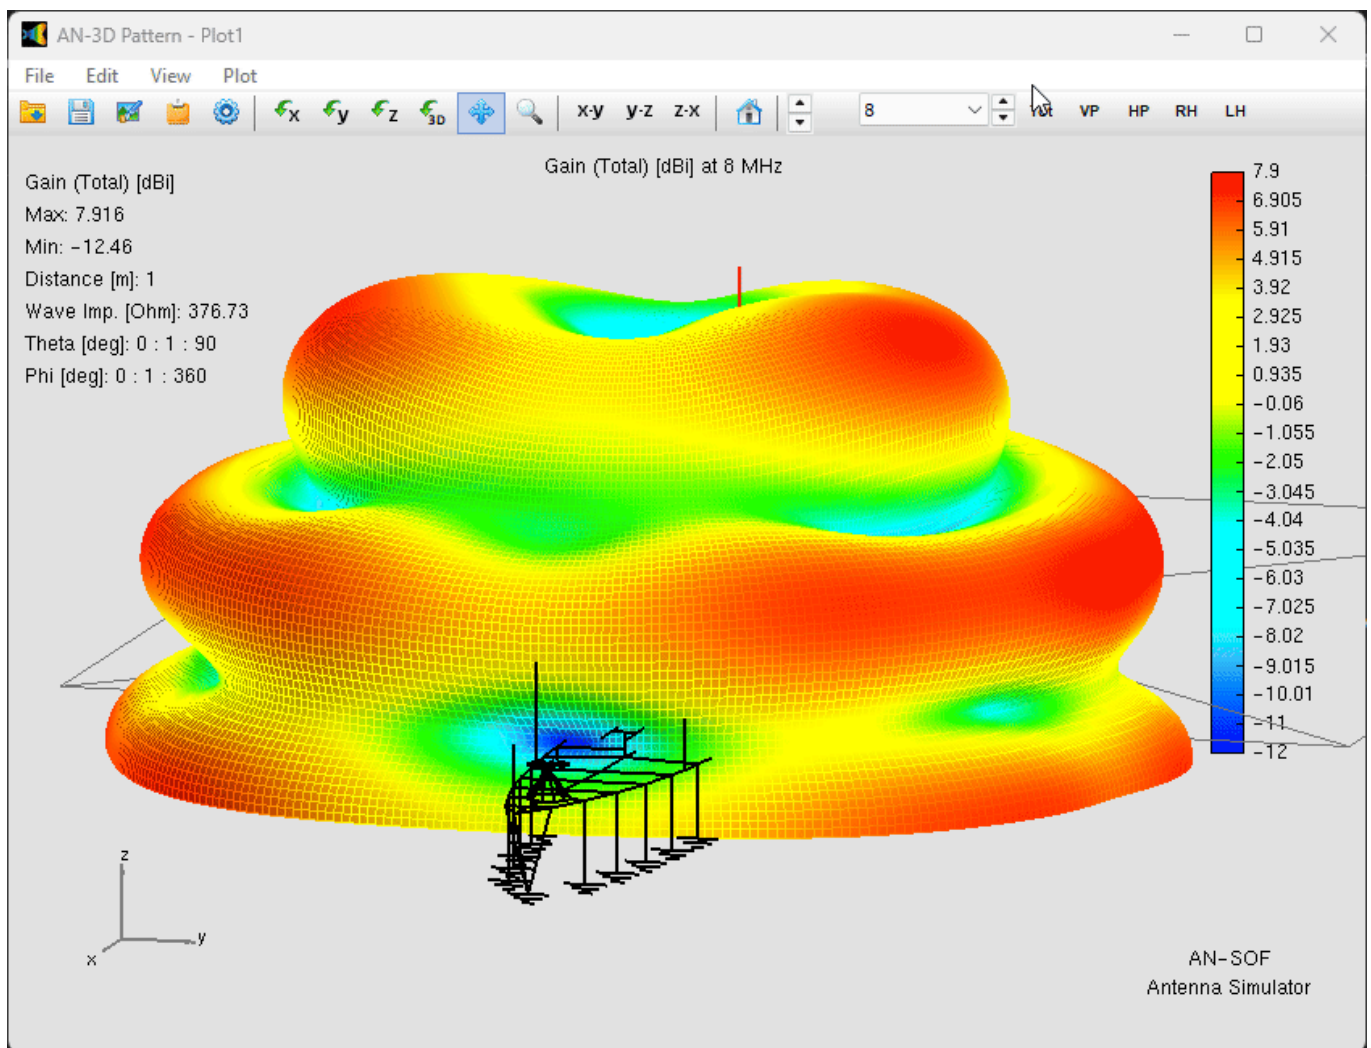 AN-3D Pattern - Plot1
File Edit View Plot
x y z 3D x-y y-z z-x 8 VP HP RH LH
Gain (Total) [dBi] at 8 MHz
Gain (Total) [dBi]
Max: 7.916
Min: -12.46
Distance [m]: 1
Wave Imp. [Ohm]: 376.73
Theta [deg]: 0 : 1 : 90
Phi [deg]: 0 : 1 : 360
7.9
6.905
5.91
4.915
3.92
2.925
1.93
0.935
-0.06
-1.055
-2.05
-3.045
-4.04
-5.035
-6.03
-7.025
-8.02
-9.015
-10.01
-11
-12
z
y
x
AN-SOF
Antenna Simulator